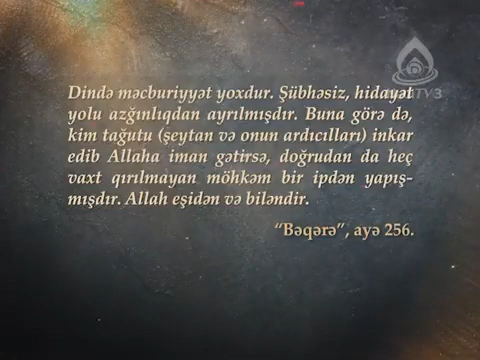 Dində məcburiyyət yoxdur. Şübhəsiz, hidayət
yolu azğınlıqdan ayrılmışdır. Buna görə də,
kim tağutu (şeytan və onun ardıcılları) inkar
edib Allaha iman gətirsə, doğrudan da heç
vaxt qırılmayan möhkəm bir ipdən yapış-
mışdır. Allah eşidən və biləndir.
“Bəqərə”, ayə 256.